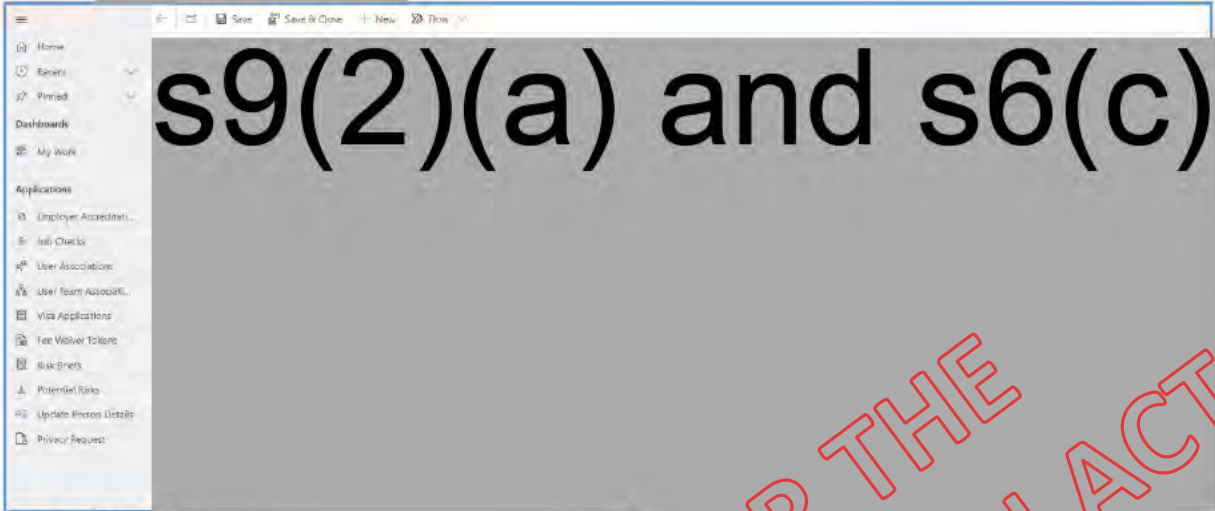 Save Save & Close + New Flow
Home
Recent
Pinned
s9(2)(a) and s6(c)
Dashboards
My Work
Applications
Employer Accreditati...
Job Checks
User Associations
User Team Associati...
Visa Applications
Fee Waiver Tokens
Risk Briefs
Potential Risks
Update Person Details
Privacy Request
THE
ACT